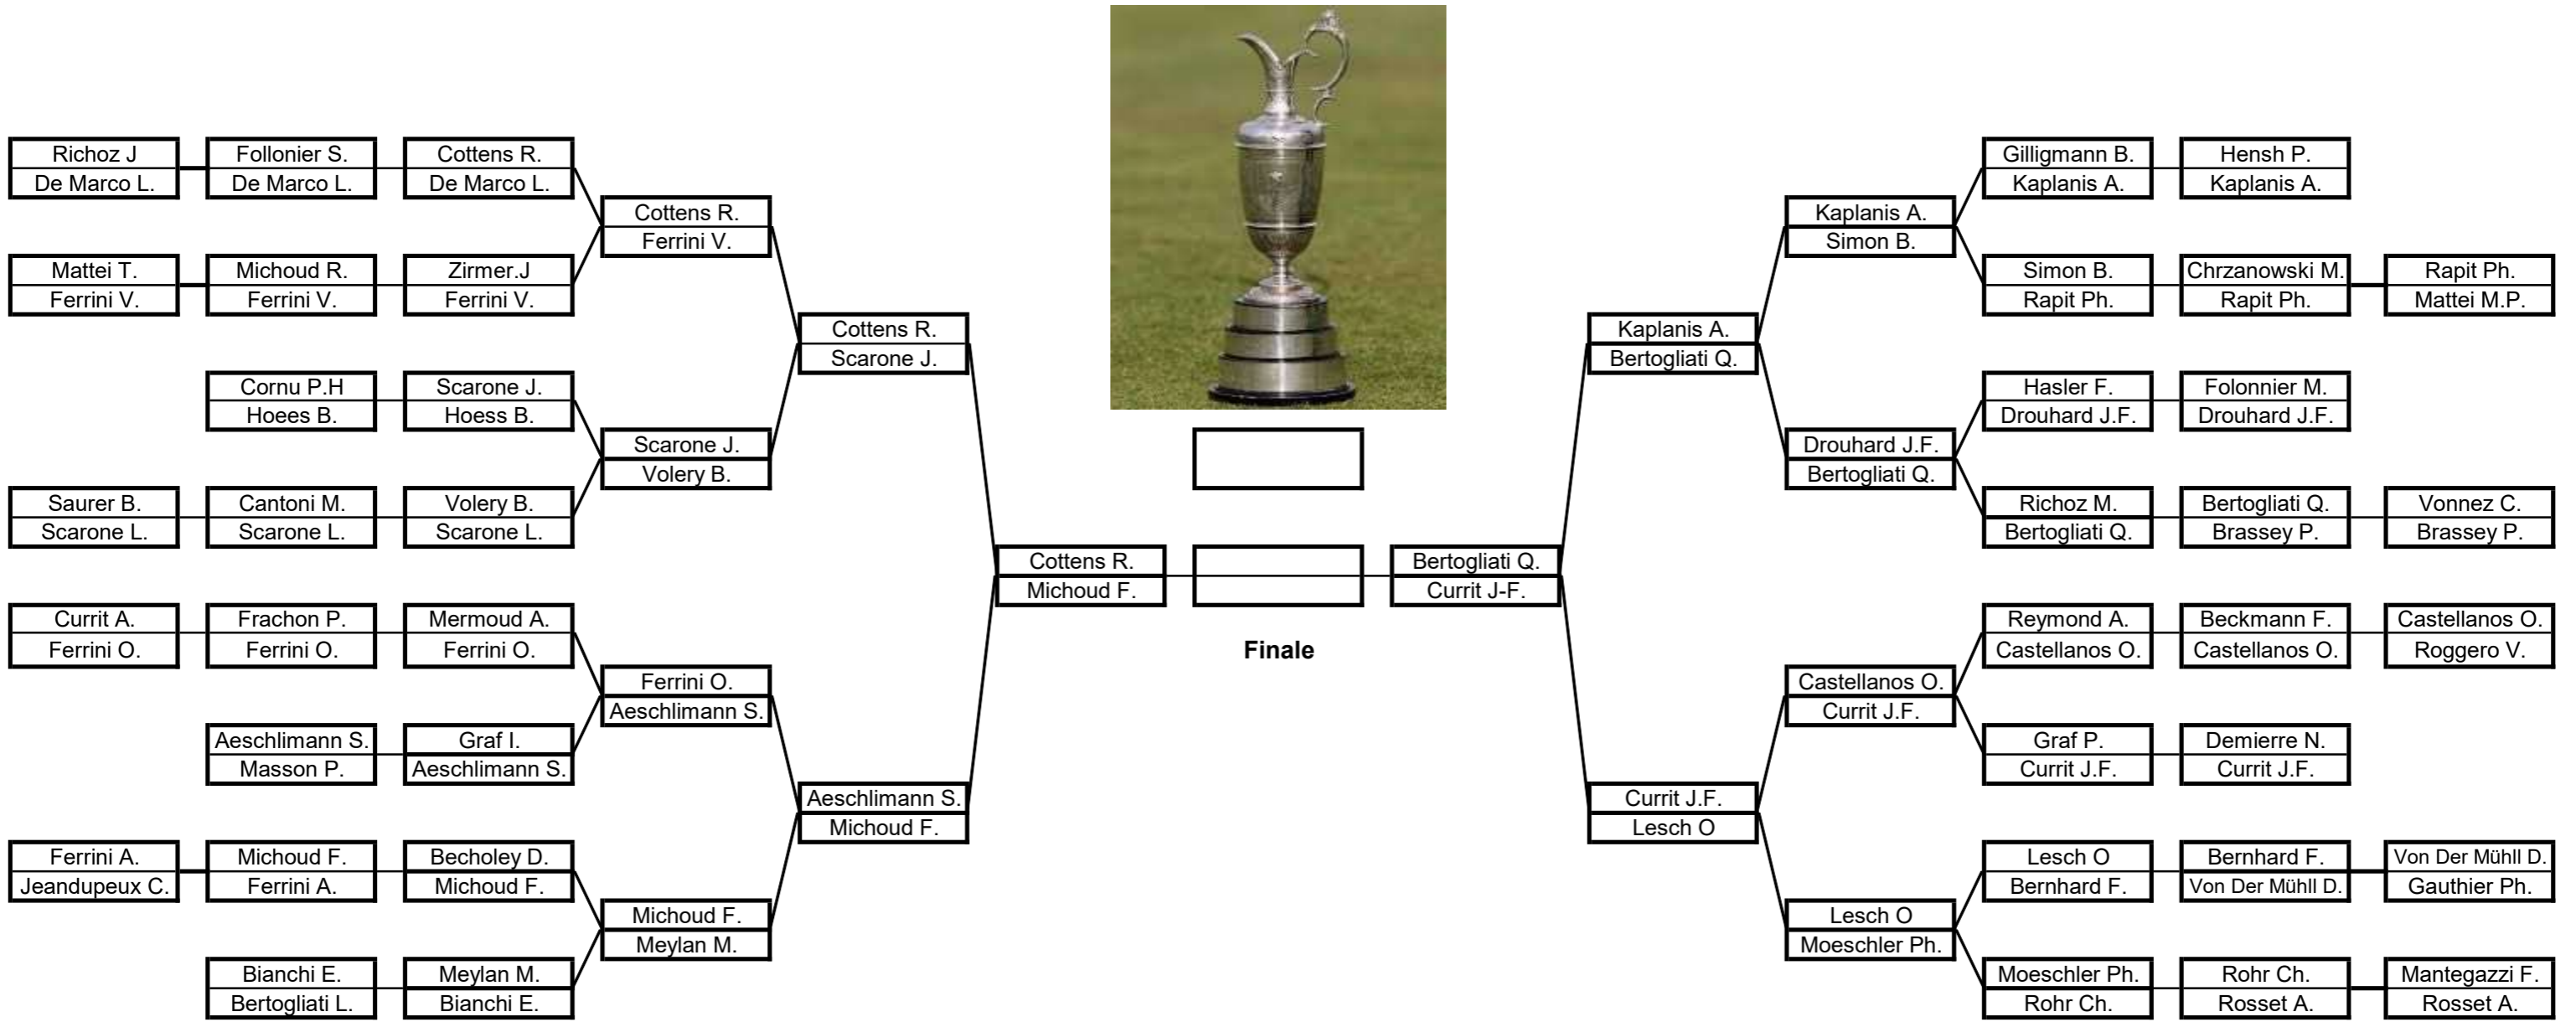 Richoz J
De Marco L.
Follonier S.
De Marco L.
Cottens R.
De Marco L.
Mattei T.
Ferrini V.
Michoud R.
Ferrini V.
Zirmer.J
Ferrini V.
Cornu P.H
Hoees B.
Scarone J.
Hoess B.
Saurer B.
Scarone L.
Cantoni M.
Scarone L.
Volery B.
Scarone L.
Currit A.
Ferrini O.
Frachon P.
Ferrini O.
Mermoud A.
Ferrini O.
Aeschlimann S.
Masson P.
Graf I.
Aeschlimann S.
Ferrini A.
Jeandupeux C.
Michoud F.
Ferrini A.
Becholey D.
Michoud F.
Bianchi E.
Bertogliati L.
Meylan M.
Bianchi E.
Cottens R.
Ferrini V.
Scarone J.
Volery B.
Ferrini O.
Aeschlimann S.
Michoud F.
Meylan M.
Cottens R.
Scarone J.
Aeschlimann S.
Michoud F.
Cottens R.
Michoud F.
Finale
Bertogliati Q.
Currit J-F.
Kaplanis A.
Bertogliati Q.
Currit J.F.
Lesch O
Kaplanis A.
Simon B.
Drouhard J.F.
Bertogliati Q.
Castellanos O.
Currit J.F.
Lesch O
Moeschler Ph.
Gilligmann B.
Kaplanis A.
Hensh P.
Kaplanis A.
Simon B.
Rapit Ph.
Chrzanowski M.
Rapit Ph.
Rapit Ph.
Mattei M.P.
Hasler F.
Drouhard J.F.
Folonnier M.
Drouhard J.F.
Richoz M.
Bertogliati Q.
Bertogliati Q.
Brassey P.
Vonnez C.
Brassey P.
Reymond A.
Castellanos O.
Beckmann F.
Castellanos O.
Castellanos O.
Roggero V.
Graf P.
Currit J.F.
Demierre N.
Currit J.F.
Lesch O
Bernhard F.
Bernhard F.
Von Der Mühll D.
Von Der Mühll D.
Gauthier Ph.
Moeschler Ph.
Rohr Ch.
Rohr Ch.
Rosset A.
Mantegazzi F.
Rosset A.